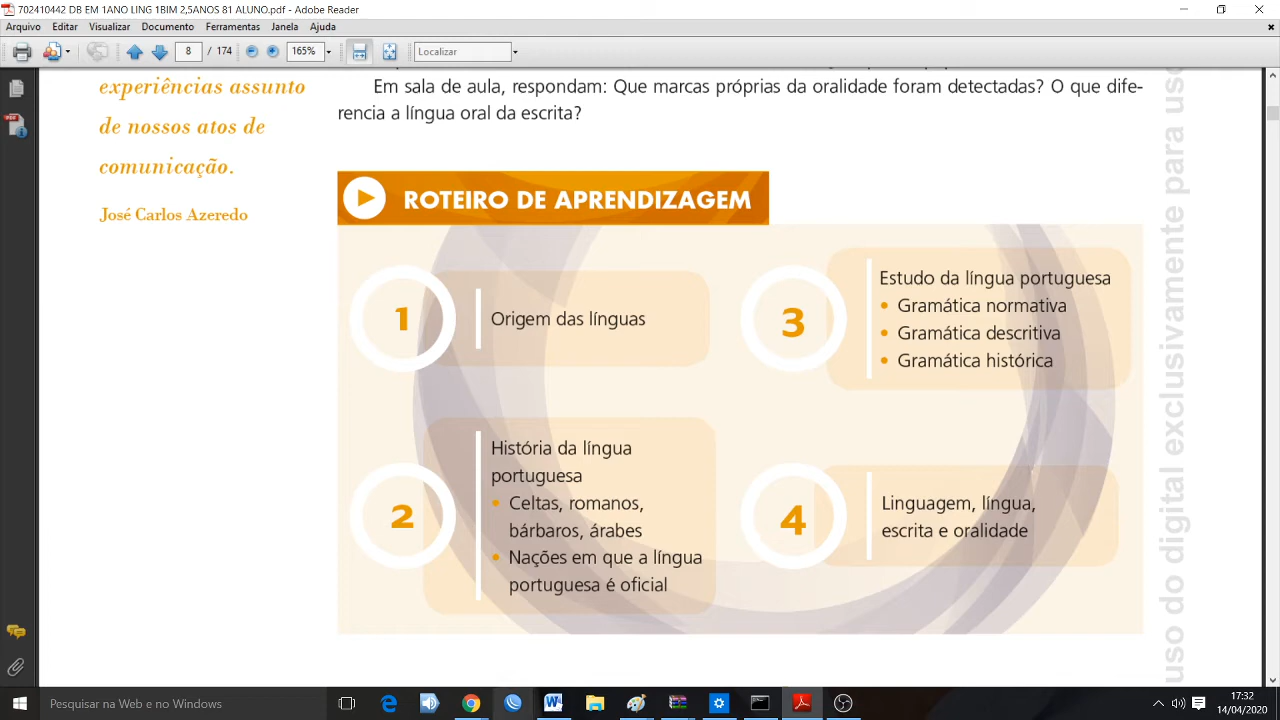 702410442 DB EM 1ANO LING 1BIM 2,5ANOS 81 ALUNO.pdf - Adobe Reader
Arquivo Editar Visualizar Documento Ferramentas Janela Ajuda
8 / 174 165% Localizar
experiências assunto
de nossos atos de
comunicação.
José Carlos Azeredo
Em sala de aula, respondam: Que marcas próprias da oralidade foram detectadas? O que dife-
rencia a língua oral da escrita?
ROTEIRO DE APRENDIZAGEM
1
Origem das línguas
2
História da língua
portuguesa
• Celtas, romanos,
bárbaros, árabes
• Nações em que a língua
portuguesa é oficial
3
Estudo da língua portuguesa
• Gramática normativa
• Gramática descritiva
• Gramática histórica
4
Linguagem, língua,
escrita e oralidade
uso do digital exclusivamente para uso
Pesquisar na Web e no Windows
17:32
14/04/2020